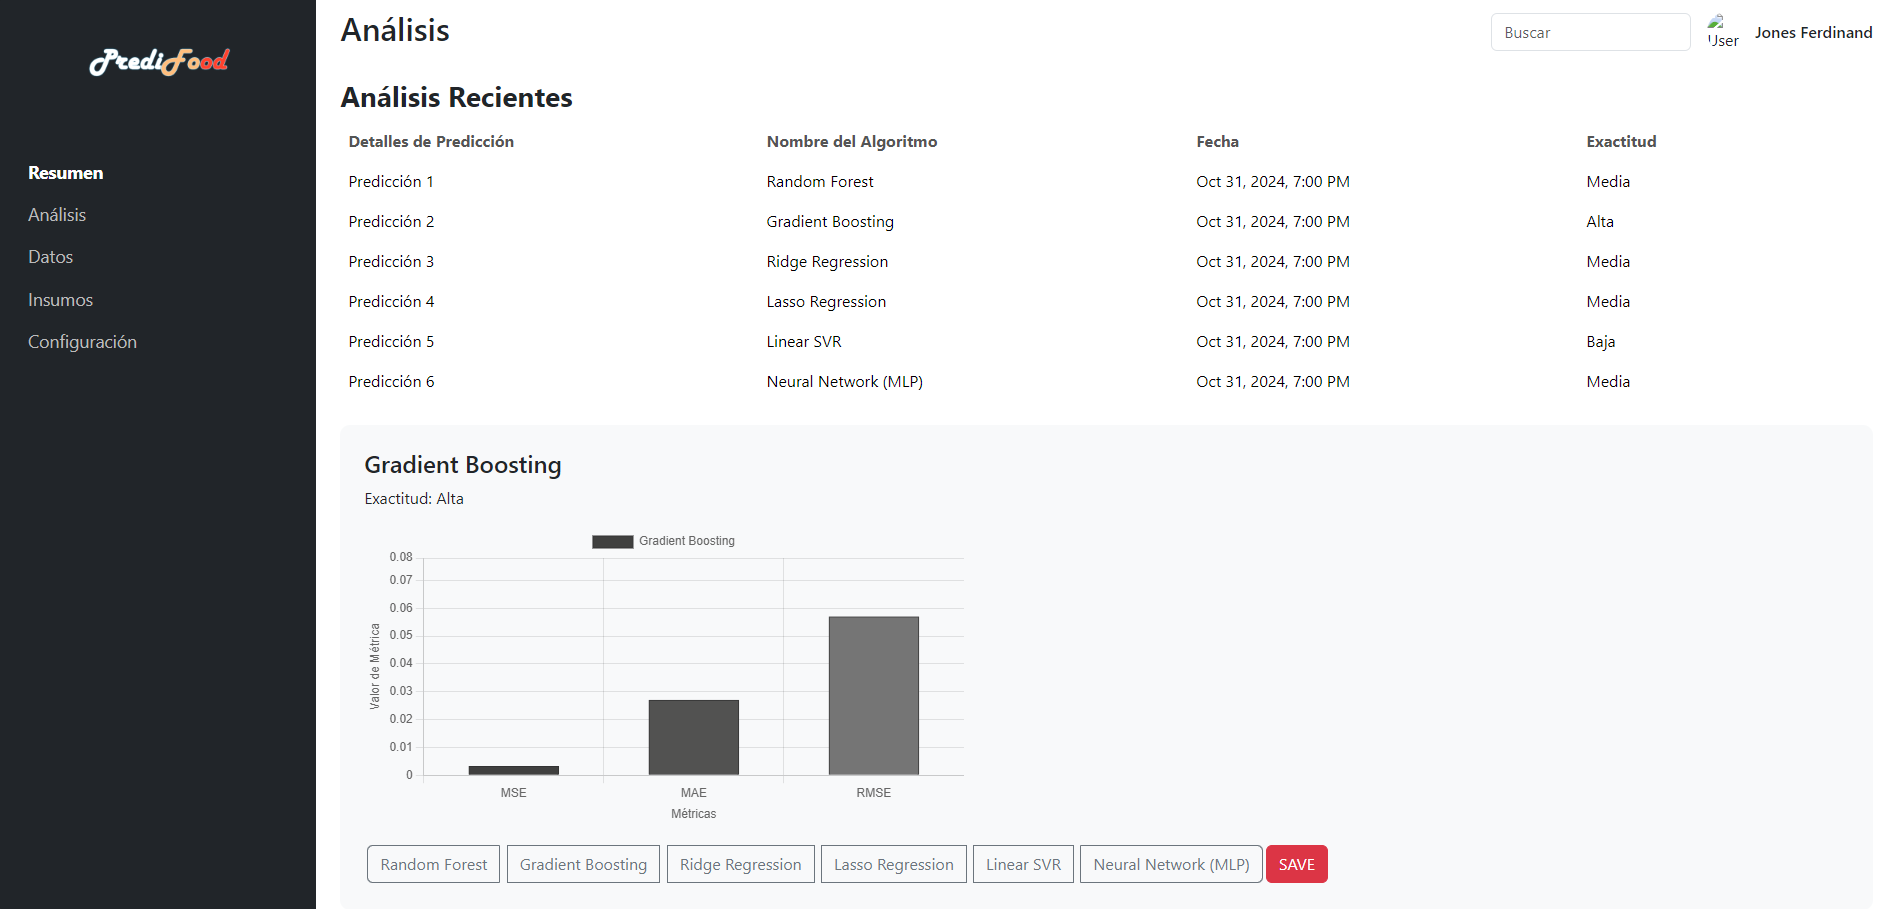 PrediFood
Resumen
Análisis
Datos
Insumos
Configuración
Análisis
Buscar
User
Jones Ferdinand
Análisis Recientes
Detalles de Predicción Nombre del Algoritmo Fecha Exactitud
Predicción 1 Random Forest Oct 31, 2024, 7:00 PM Media
Predicción 2 Gradient Boosting Oct 31, 2024, 7:00 PM Alta
Predicción 3 Ridge Regression Oct 31, 2024, 7:00 PM Media
Predicción 4 Lasso Regression Oct 31, 2024, 7:00 PM Media
Predicción 5 Linear SVR Oct 31, 2024, 7:00 PM Baja
Predicción 6 Neural Network (MLP) Oct 31, 2024, 7:00 PM Media
Gradient Boosting
Exactitud: Alta
Gradient Boosting
Valor de Métrica
0.08
0.07
0.06
0.05
0.04
0.03
0.02
0.01
0
MSE MAE RMSE
Métricas
Random Forest Gradient Boosting Ridge Regression Lasso Regression Linear SVR Neural Network (MLP) SAVE